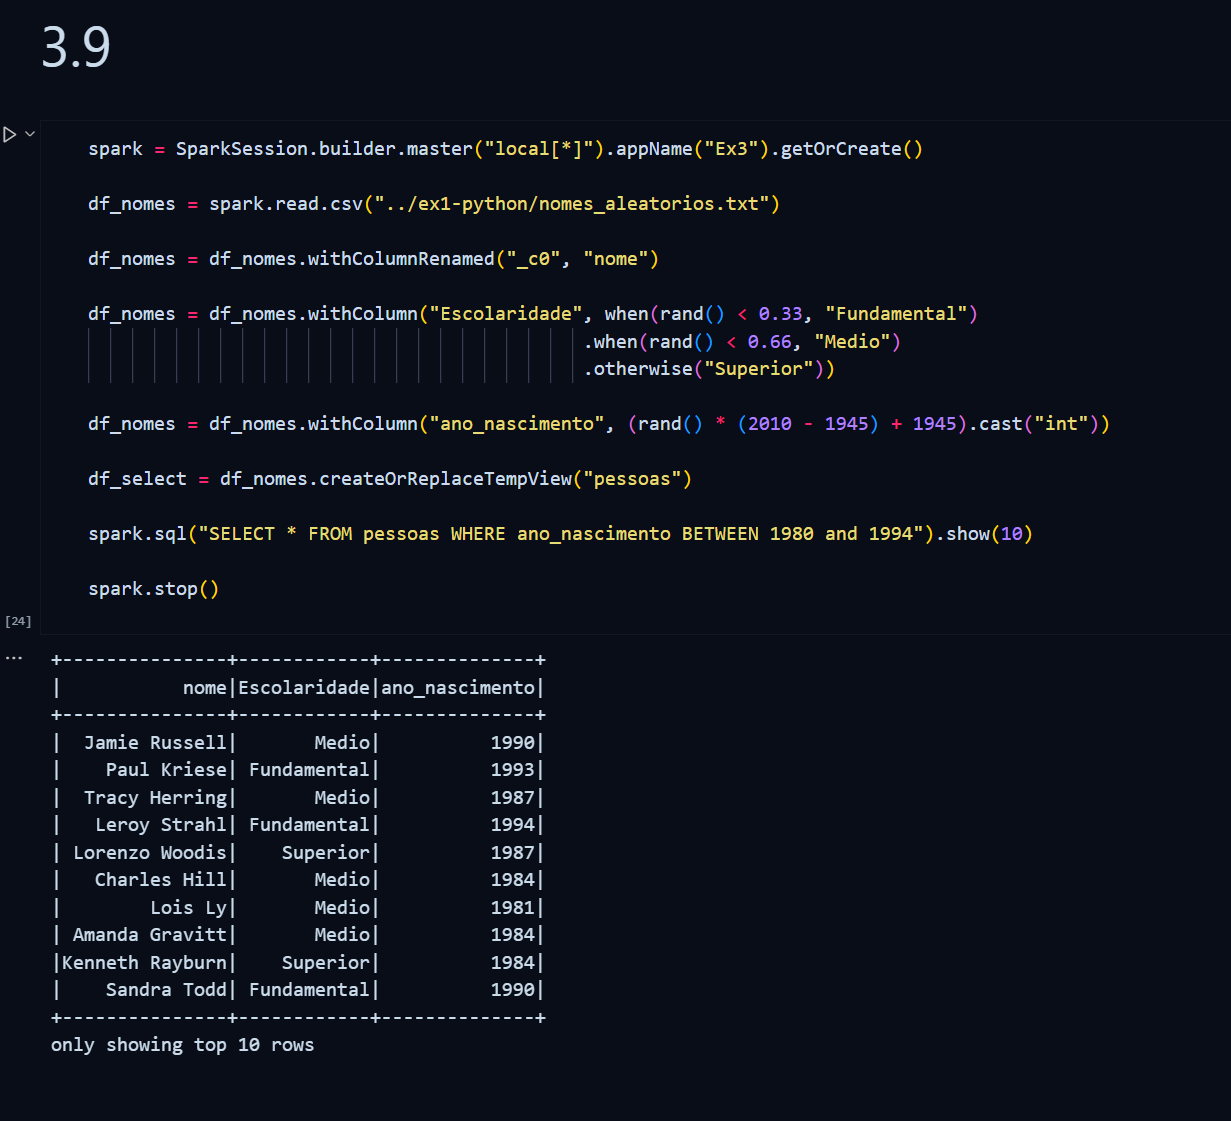 3.9
spark = SparkSession.builder.master("local[*]").appName("Ex3").getOrCreate()
df_nomes = spark.read.csv("../ex1-python/nomes_aleatorios.txt")
df_nomes = df_nomes.withColumnRenamed("_c0", "nome")
df_nomes = df_nomes.withColumn("Escolaridade", when(rand() < 0.33, "Fundamental")
.when(rand() < 0.66, "Medio")
.otherwise("Superior"))
df_nomes = df_nomes.withColumn("ano_nascimento", (rand() * (2010 - 1945) + 1945).cast("int"))
df_select = df_nomes.createOrReplaceTempView("pessoas")
spark.sql("SELECT * FROM pessoas WHERE ano_nascimento BETWEEN 1980 and 1994").show(10)
spark.stop()
[24]
+---------------+------------+--------------+
|           nome|Escolaridade|ano_nascimento|
+---------------+------------+--------------+
|  Jamie Russell|       Medio|          1990|
|    Paul Kriese| Fundamental|          1993|
|  Tracy Herring|       Medio|          1987|
|   Leroy Strahl| Fundamental|          1994|
| Lorenzo Woodis|    Superior|          1987|
|   Charles Hill|       Medio|          1984|
|        Lois Ly|       Medio|          1981|
| Amanda Gravitt|       Medio|          1984|
|Kenneth Rayburn|    Superior|          1984|
|    Sandra Todd| Fundamental|          1990|
+---------------+------------+--------------+
only showing top 10 rows